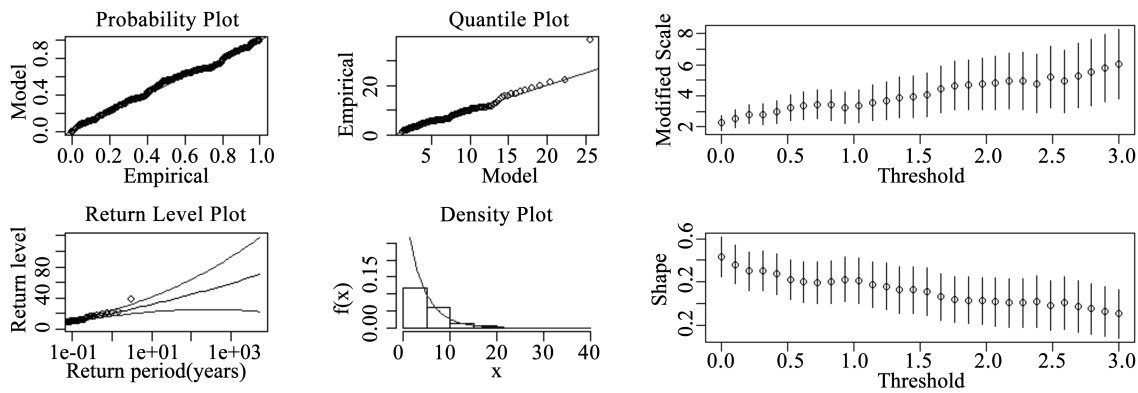 Probability Plot
Model
0.0 0.4 0.8
0.0 0.2 0.4 0.6 0.8 1.0
Empirical
Quantile Plot
Empirical
0 20
5 10 15 20 25
Model
Modified Scale
2 4 6 8
0.0 0.5 1.0 1.5 2.0 2.5 3.0
Threshold
Return Level Plot
Return level
0 40 80
1e-01 1e+01 1e+03
Return period(years)
Density Plot
f(x)
0.00 0.15
0 10 20 30 40
x
Shape
0.2 0.2 0.6
0.0 0.5 1.0 1.5 2.0 2.5 3.0
Threshold